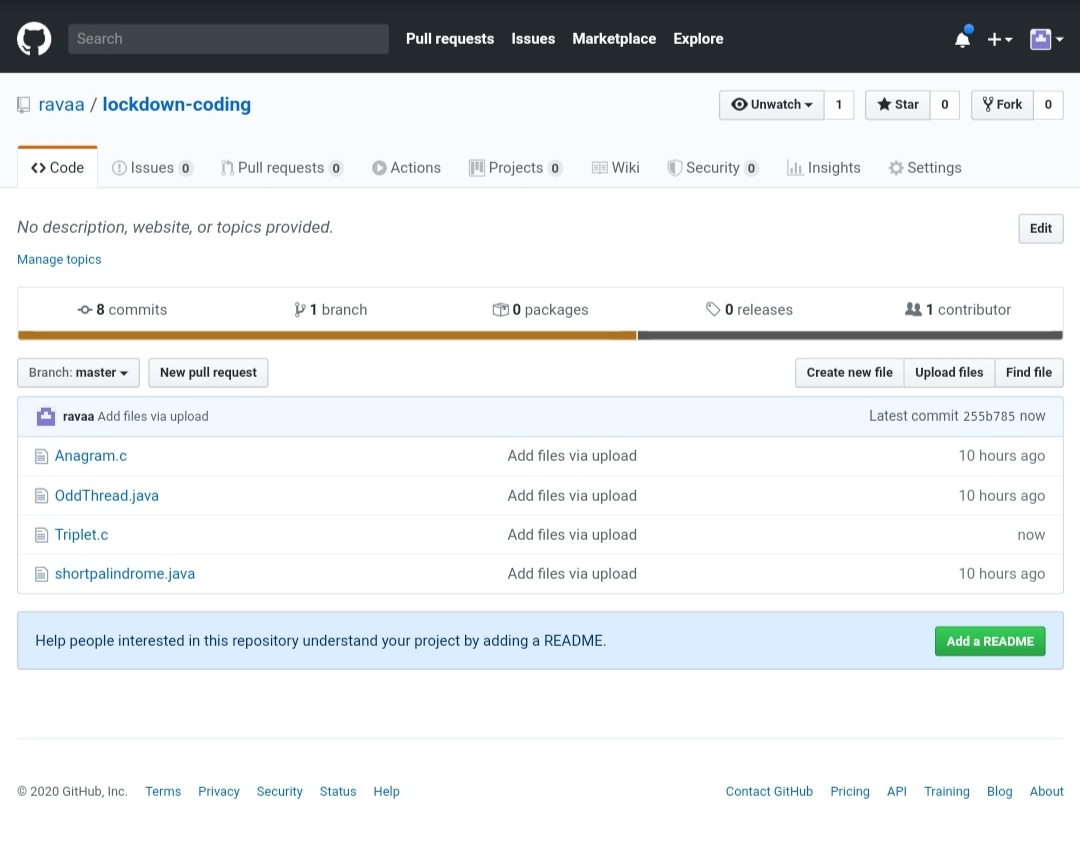 Search Pull requests Issues Marketplace Explore
ravaa / lockdown-coding Unwatch 1 Star 0 Fork 0
Code Issues 0 Pull requests 0 Actions Projects 0 Wiki Security 0 Insights Settings
No description, website, or topics provided. Edit
Manage topics
8 commits 1 branch 0 packages 0 releases 1 contributor
Branch: master New pull request Create new file Upload files Find file
ravaa Add files via upload Latest commit 255b785 now
Anagram.c Add files via upload 10 hours ago
OddThread.java Add files via upload 10 hours ago
Triplet.c Add files via upload now
shortpalindrome.java Add files via upload 10 hours ago
Help people interested in this repository understand your project by adding a README. Add a README
© 2020 GitHub, Inc. Terms Privacy Security Status Help Contact GitHub Pricing API Training Blog About